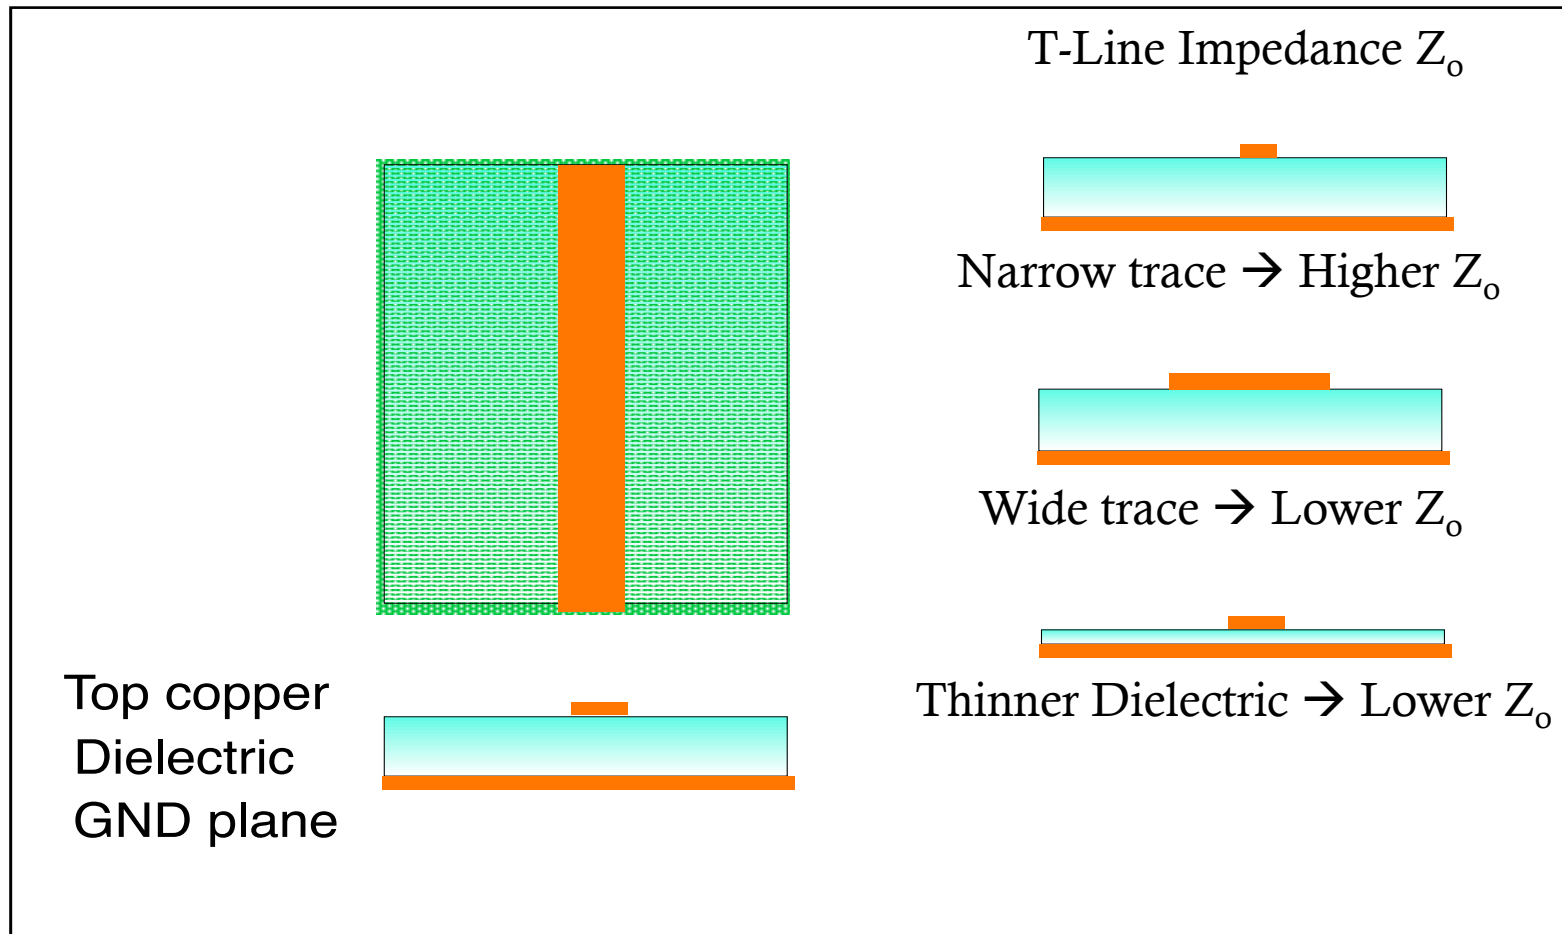 T-Line Impedance Zo
Narrow trace → Higher Zo
Wide trace → Lower Zo
Thinner Dielectric → Lower Zo
Top copper
Dielectric
GND plane